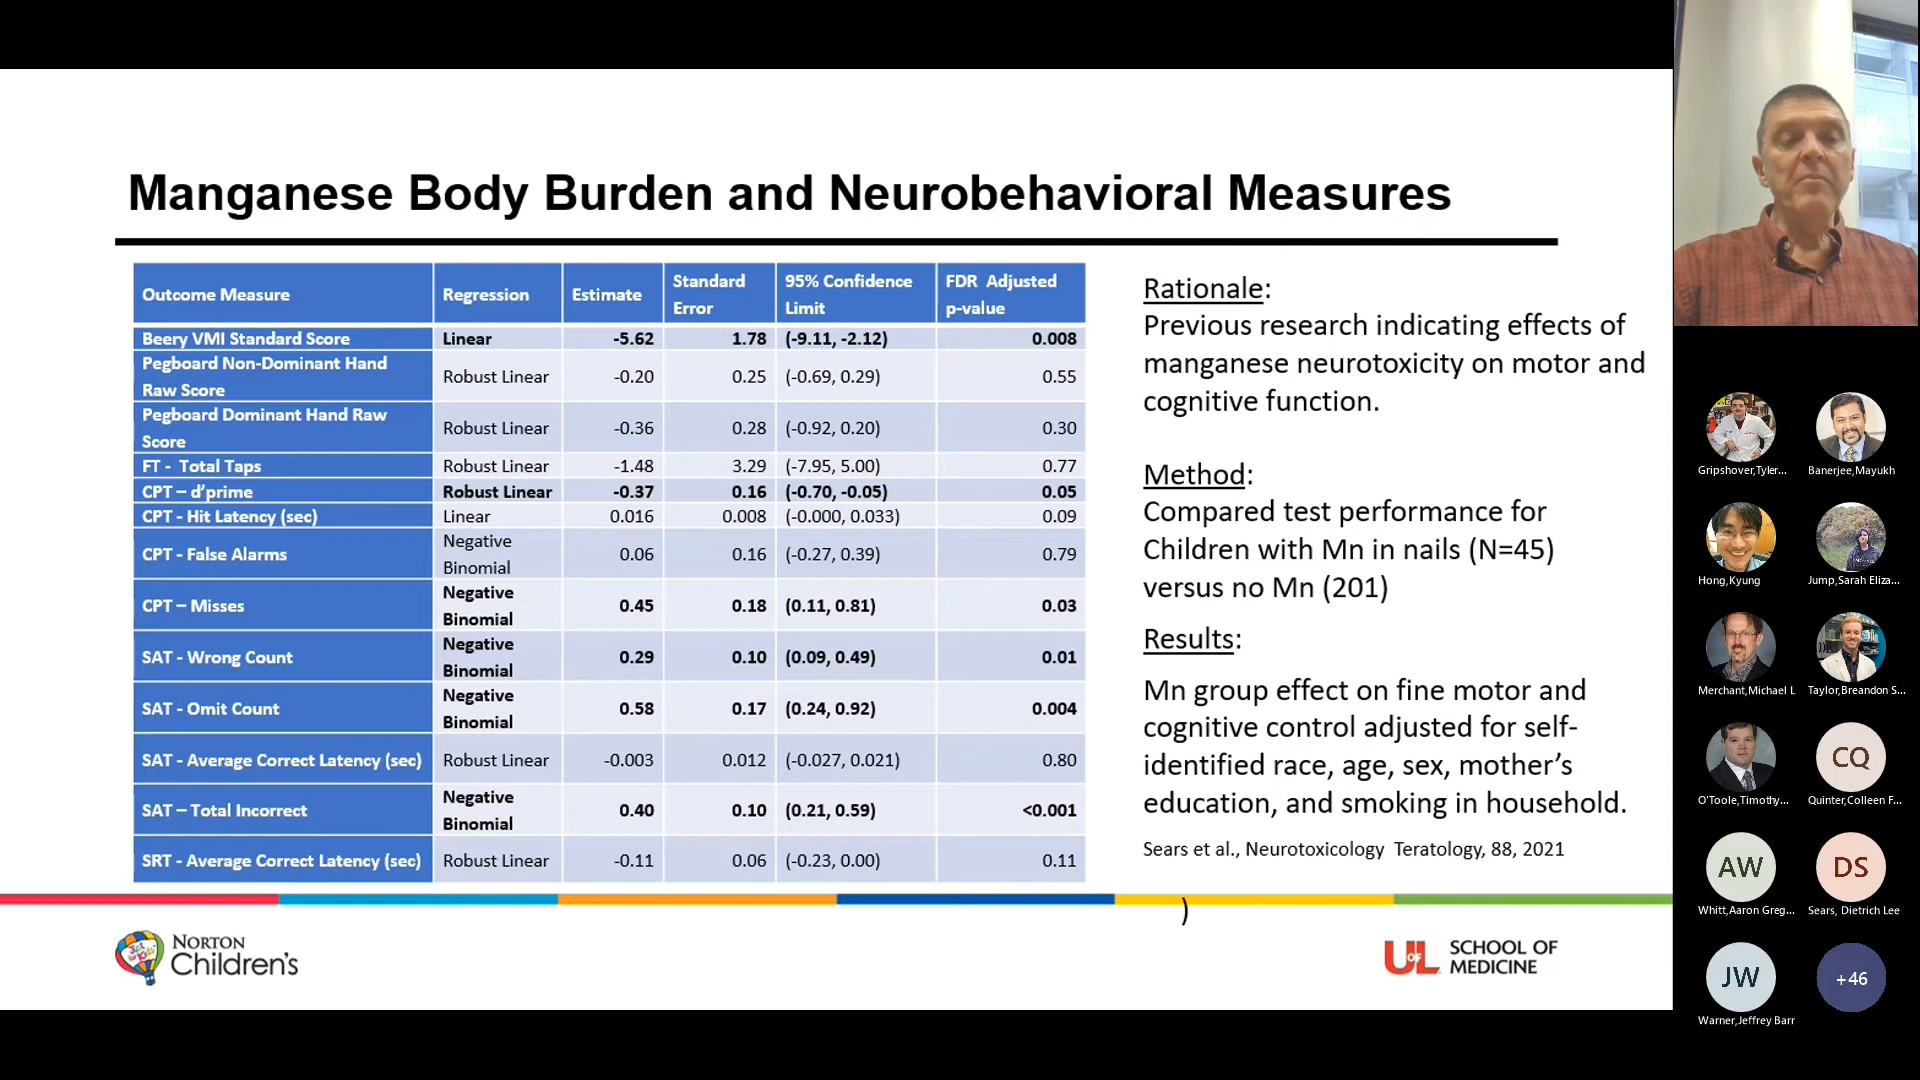 Manganese Body Burden and Neurobehavioral Measures
Outcome Measure Regression Estimate Standard Error 95% Confidence Limit FDR Adjusted p-value
Beery VMI Standard Score Linear -5.62 1.78 (-9.11, -2.12) 0.008
Pegboard Non-Dominant Hand Raw Score Robust Linear -0.20 0.25 (-0.69, 0.29) 0.55
Pegboard Dominant Hand Raw Score Robust Linear -0.36 0.28 (-0.92, 0.20) 0.30
FT - Total Taps Robust Linear -1.48 3.29 (-7.95, 5.00) 0.77
CPT – d’prime Robust Linear -0.37 0.16 (-0.70, -0.05) 0.05
CPT - Hit Latency (sec) Linear 0.016 0.008 (-0.000, 0.033) 0.09
CPT - False Alarms Negative Binomial 0.06 0.16 (-0.27, 0.39) 0.79
CPT – Misses Negative Binomial 0.45 0.18 (0.11, 0.81) 0.03
SAT - Wrong Count Negative Binomial 0.29 0.10 (0.09, 0.49) 0.01
SAT - Omit Count Negative Binomial 0.58 0.17 (0.24, 0.92) 0.004
SAT - Average Correct Latency (sec) Robust Linear -0.003 0.012 (-0.027, 0.021) 0.80
SAT – Total Incorrect Negative Binomial 0.40 0.10 (0.21, 0.59) <0.001
SRT - Average Correct Latency (sec) Robust Linear -0.11 0.06 (-0.23, 0.00) 0.11
Rationale:
Previous research indicating effects of
manganese neurotoxicity on motor and
cognitive function.
Method:
Compared test performance for
Children with Mn in nails (N=45)
versus no Mn (201)
Results:
Mn group effect on fine motor and
cognitive control adjusted for self-
identified race, age, sex, mother’s
education, and smoking in household.
Sears et al., Neurotoxicology Teratology, 88, 2021
)
NORTON
Children's
UofL SCHOOL OF
MEDICINE
Gripshover,Tyler...
Banerjee,Mayukh
Hong,Kyung
Jump,Sarah Eliza...
Merchant,Michael L
Taylor,Breandon S...
O'Toole,Timothy...
CQ
Quinter,Colleen F...
AW
Whitt,Aaron Greg...
DS
Sears, Dietrich Lee
JW
Warner,Jeffrey Barr
+46